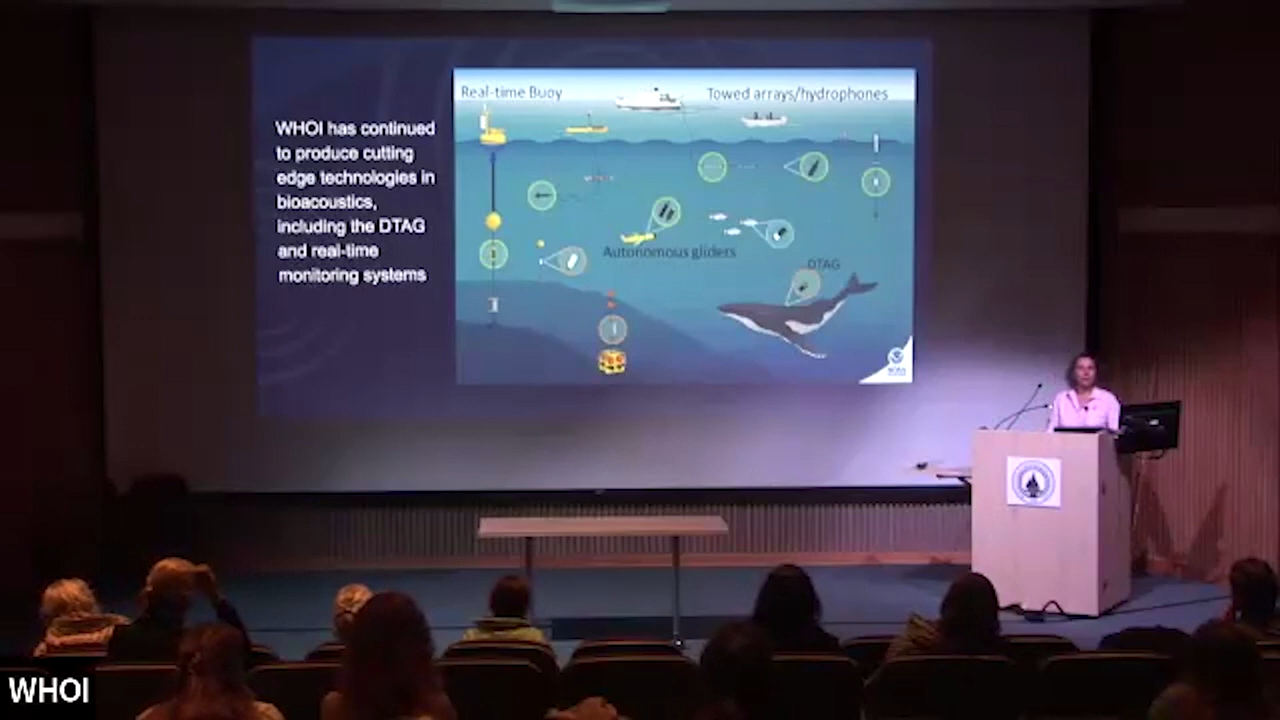 WHOI has continued
to produce cutting
edge technologies in
bioacoustics,
including the DTAG
and real-time
monitoring systems
Real-time Buoy
Towed arrays/hydrophones
Autonomous gliders
DTAG
WHOI